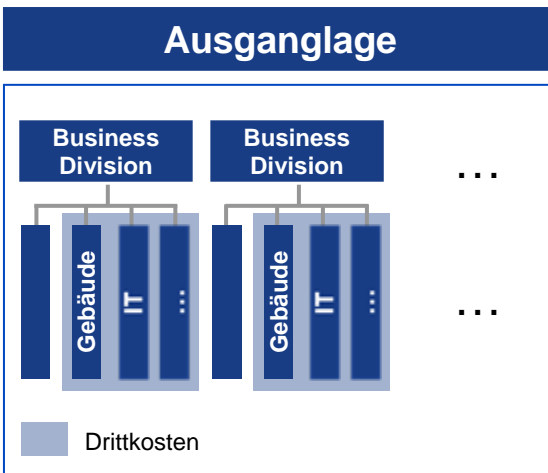 Ausganglage
Business
Division
Business
Division
...
Gebäude
IT
...
Gebäude
IT
...
...
Drittkosten